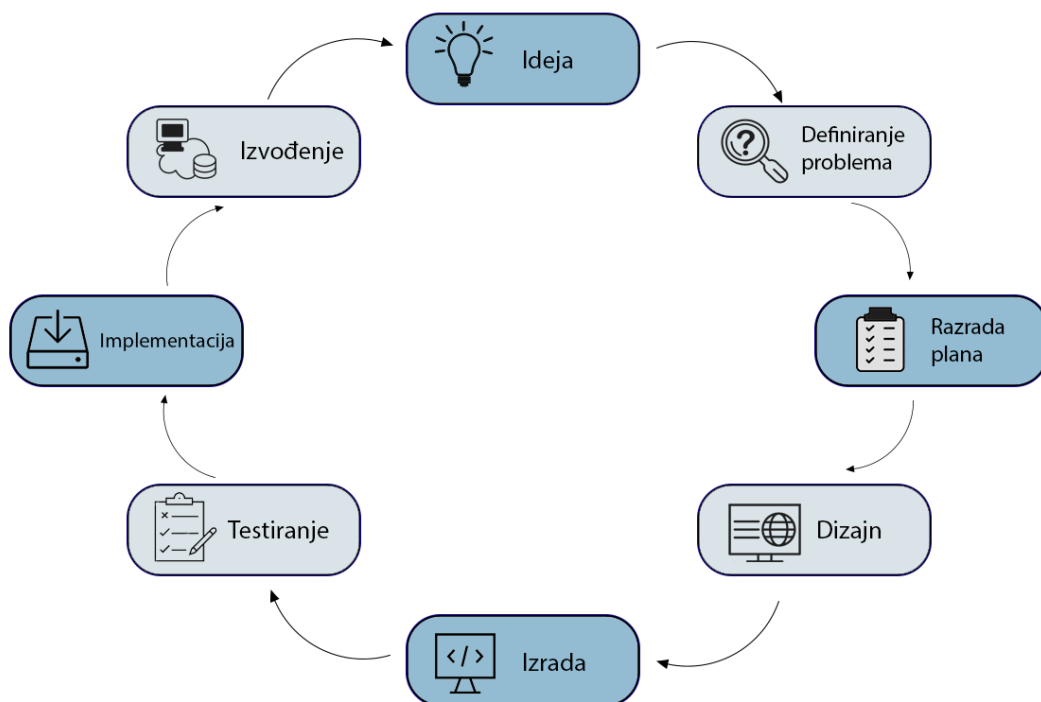 Ideja
Definiranje
problema
Razrada
plana
Dizajn
</>
Izrada
Testiranje
Implementacija
Izvođenje